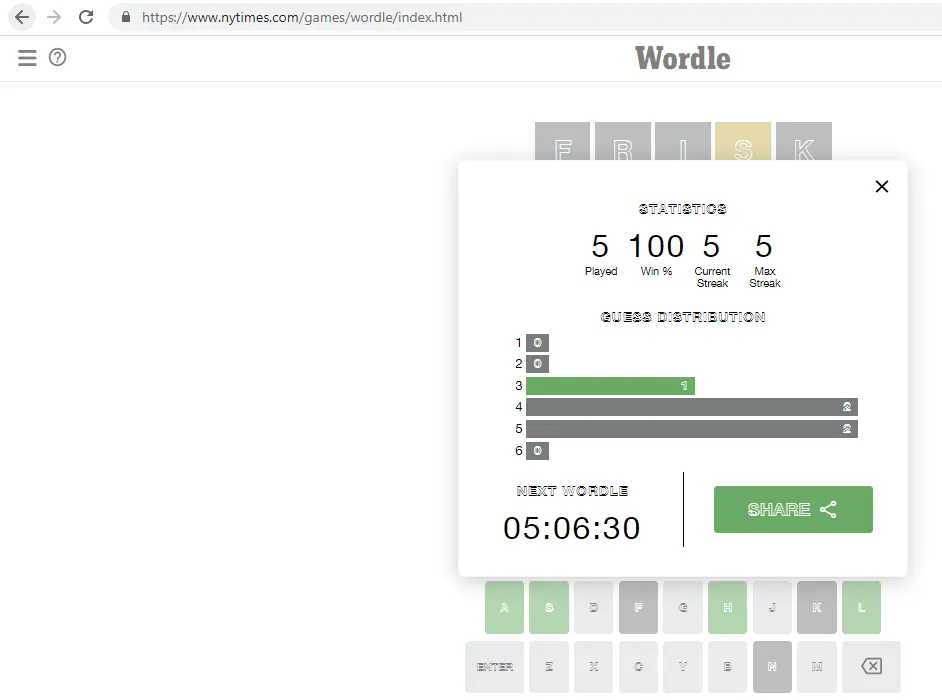 https://www.nytimes.com/games/wordle/index.html
Wordle
F R I S K
STATISTICS
5 100 5 5
Played Win % Current Streak Max Streak
GUESS DISTRIBUTION
1 0
2 0
3 1
4 2
5 2
6 0
NEXT WORDLE
05:06:30
SHARE
A S D F G H J K L
ENTER Z X C V B N M